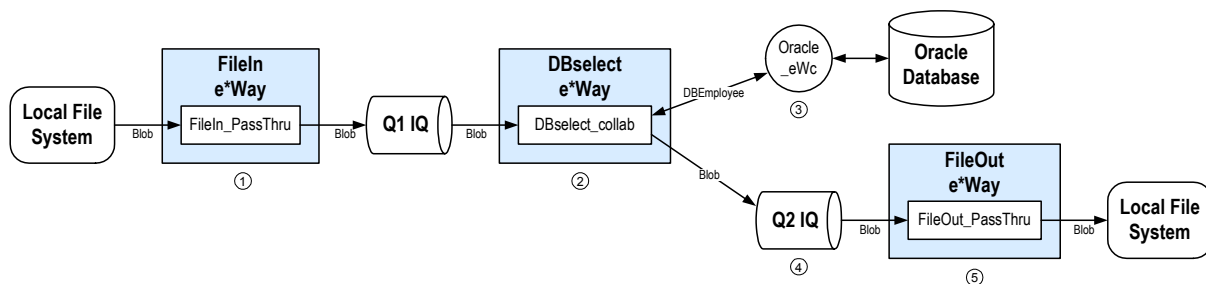 Local File
System
Blob
FileIn
e*Way
FileIn_PassThru
①
Blob
Q1 IQ
Blob
DBselect
e*Way
DBselect_collab
②
DBEmployee
Oracle
_eWc
③
Oracle
Database
Blob
Q2 IQ
④
Blob
FileOut
e*Way
FileOut_PassThru
⑤
Blob
Local File
System